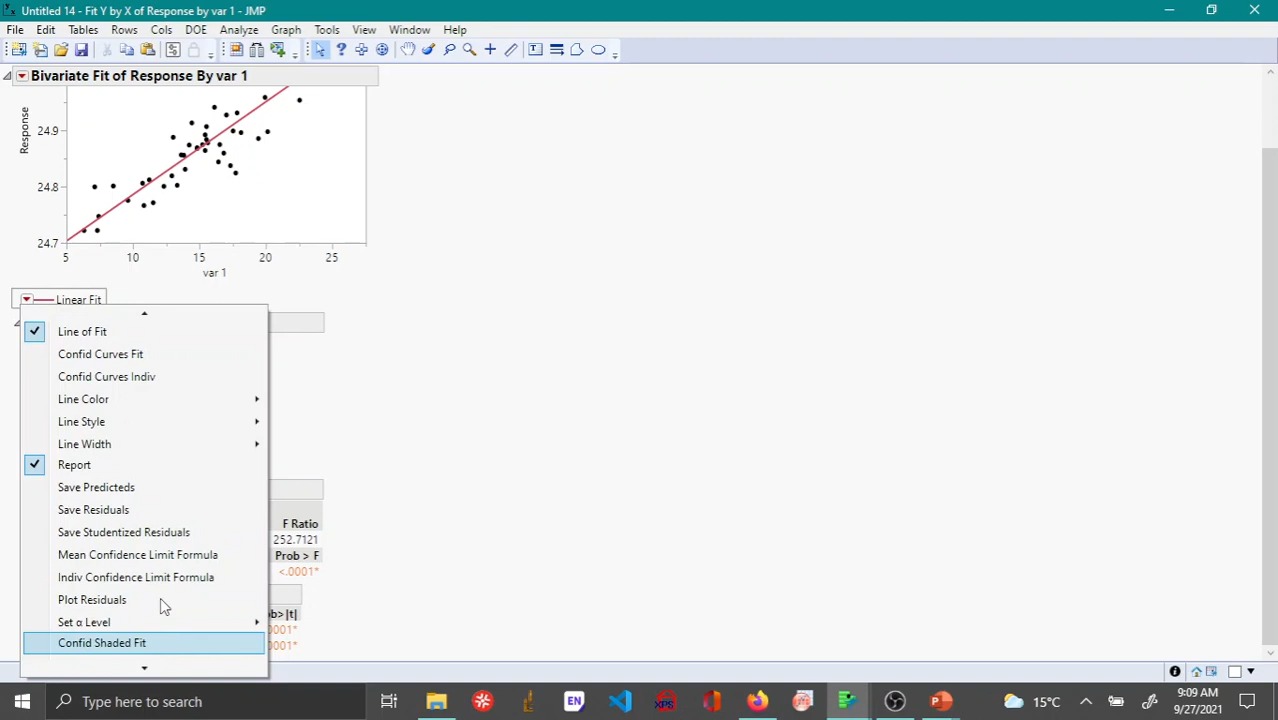 Untitled 14 - Fit Y by X of Response by var 1 - JMP
File Edit Tables Rows Cols DOE Analyze Graph Tools View Window Help
Bivariate Fit of Response By var 1
Response
24.9
24.8
24.7
5 10 15 20 25
var 1
Linear Fit
Line of Fit
Confid Curves Fit
Confid Curves Indiv
Line Color
Line Style
Line Width
Report
Save Predicteds
Save Residuals
Save Studentized Residuals
Mean Confidence Limit Formula
Indiv Confidence Limit Formula
Plot Residuals
Set α Level
Confid Shaded Fit
F Ratio
252.7121
Prob > F
<.0001*
ob>|t|
0001*
0001*
Type here to search
EN
XPS
15°C
9:09 AM
9/27/2021